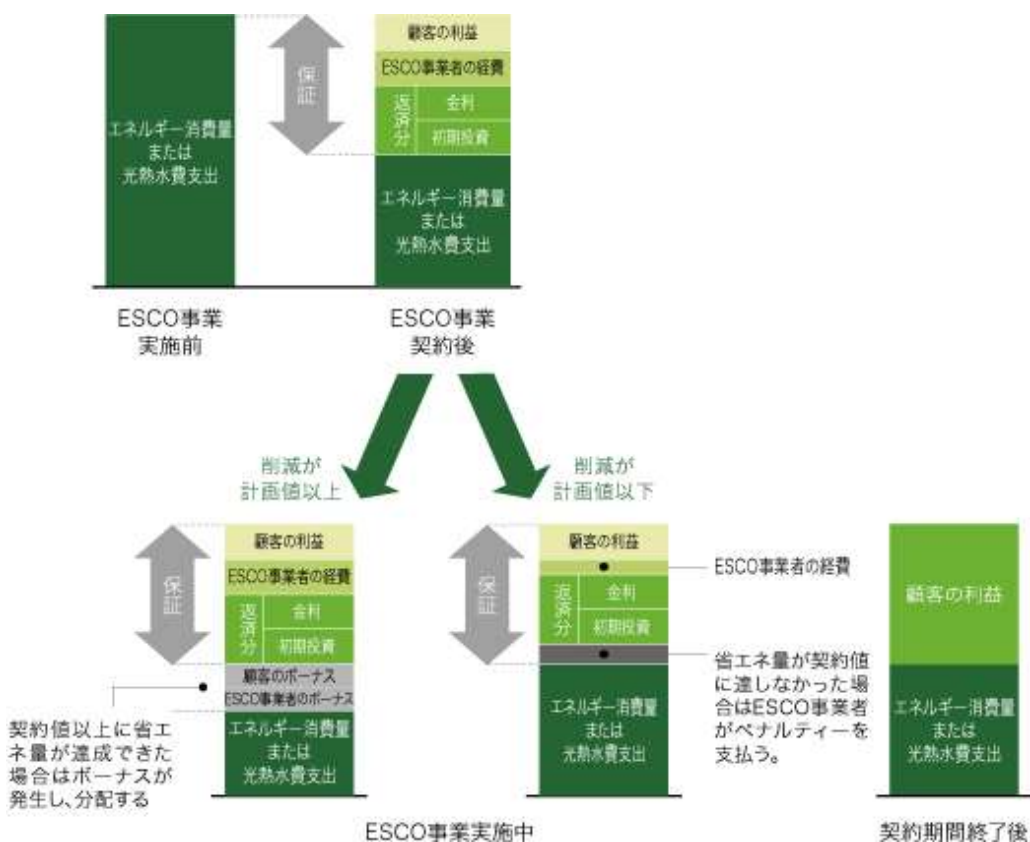 エネルギー消費量
または
光熱水費支出
保証
顧客の利益
ESCO事業者の経費
返済分
金利
初期投資
エネルギー消費量
または
光熱水費支出
ESCO事業
実施前
ESCO事業
契約後
削減が
計画値以上
削減が
計画値以下
保証
顧客の利益
ESCO事業者の経費
返済分
金利
初期投資
顧客のボーナス
ESCO事業者のボーナス
エネルギー消費量
または
光熱水費支出
契約値以上に省エ
ネ量が達成できた
場合はボーナスが
発生し、分配する
保証
顧客の利益
返済分
金利
初期投資
エネルギー消費量
または
光熱水費支出
ESCO事業者の経費
省エネ量が契約値
に達しなかった場
合はESCO事業者
がペナルティーを
支払う。
顧客の利益
エネルギー消費量
または
光熱水費支出
ESCO事業実施中
契約期間終了後